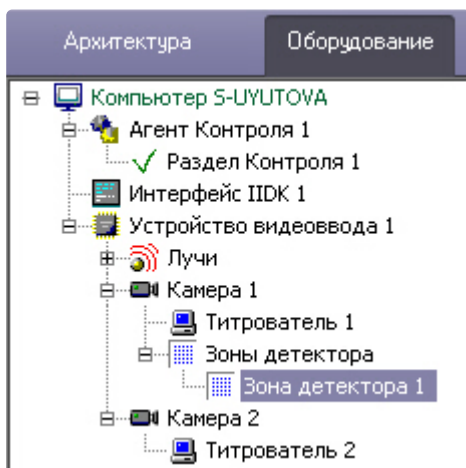 Архитектура Оборудование
Компьютер S-UYUTOVA
Агент Контроля 1
Раздел Контроля 1
Интерфейс IIDK 1
Устройство видеоввода 1
Лучи
Камера 1
Титрователь 1
Зоны детектора
Зона детектора 1
Камера 2
Титрователь 2